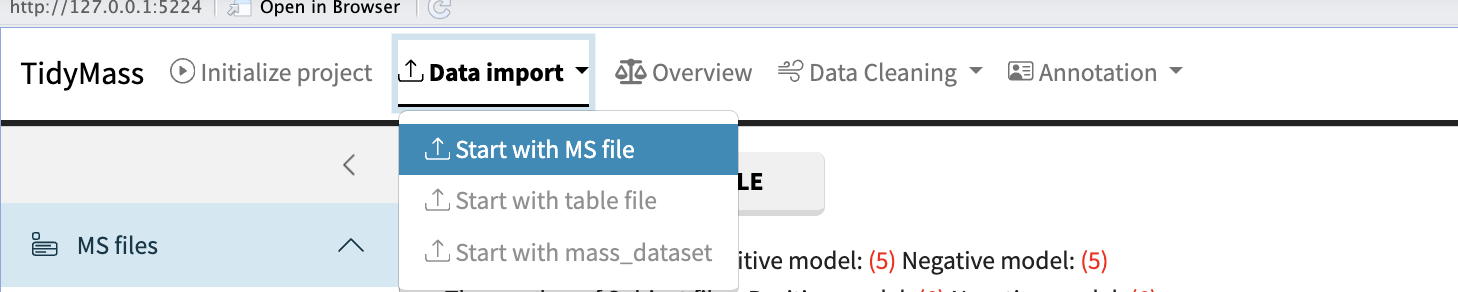 http://127.0.0.1:5224 Open in Browser
TidyMass Initialize project Data import Overview Data Cleaning Annotation
Start with MS file
LE
Start with table file
MS files
Start with mass_dataset
itive model: (5) Negative model: (5)